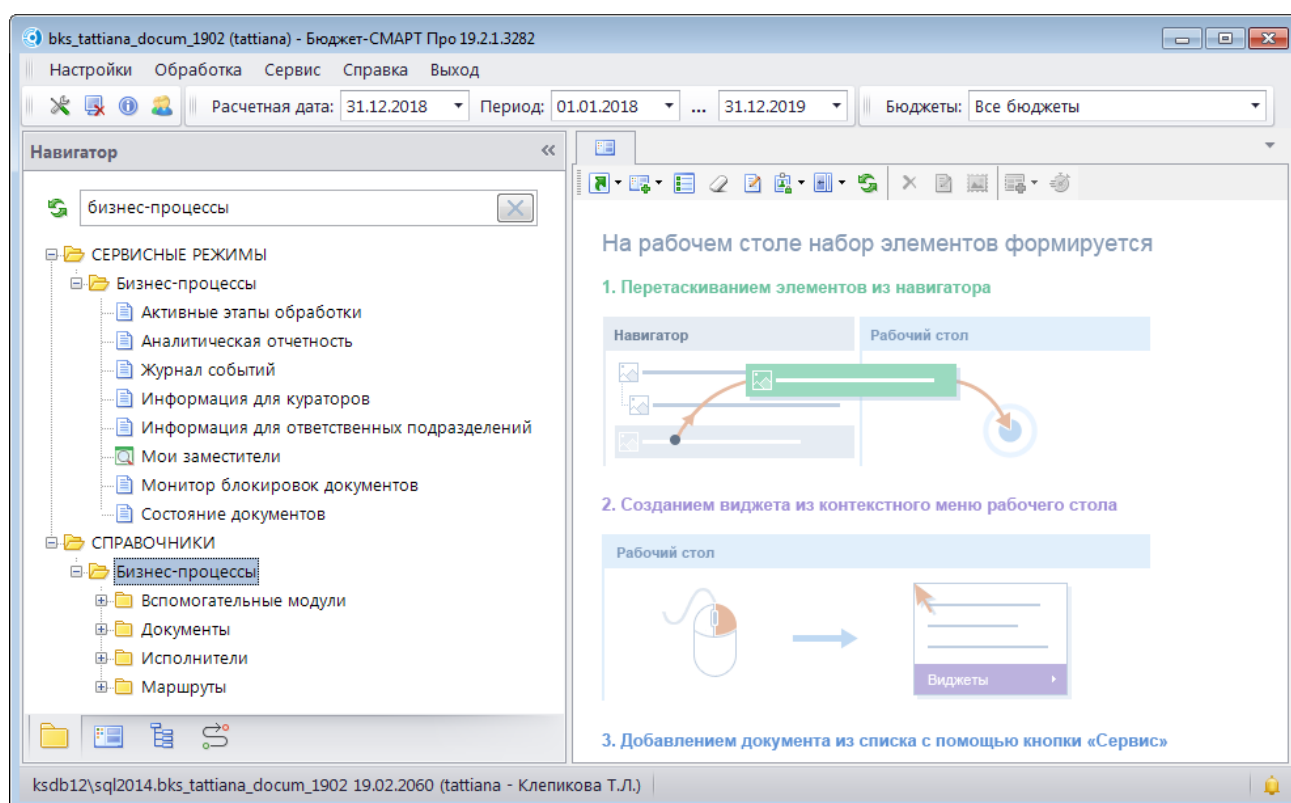 bks_tattiana_docum_1902 (tattiana) - Бюджет-СМАРТ Про 19.2.1.3282
Настройки Обработка Сервис Справка Выход
Расчетная дата: 31.12.2018 Период: 01.01.2018 ... 31.12.2019 Бюджеты: Все бюджеты
Навигатор
бизнес-процессы
СЕРВИСНЫЕ РЕЖИМЫ
Бизнес-процессы
Активные этапы обработки
Аналитическая отчетность
Журнал событий
Информация для кураторов
Информация для ответственных подразделений
Мои заместители
Монитор блокировок документов
Состояние документов
СПРАВОЧНИКИ
Бизнес-процессы
Вспомогательные модули
Документы
Исполнители
Маршруты
На рабочем столе набор элементов формируется
1. Перетаскиванием элементов из навигатора
Навигатор Рабочий стол
2. Созданием виджета из контекстного меню рабочего стола
Рабочий стол
Виджеты
3. Добавлением документа из списка с помощью кнопки «Сервис»
ksdb12\sql2014.bks_tattiana_docum_1902 19.02.2060 (tattiana - Клепикова Т.Л.)